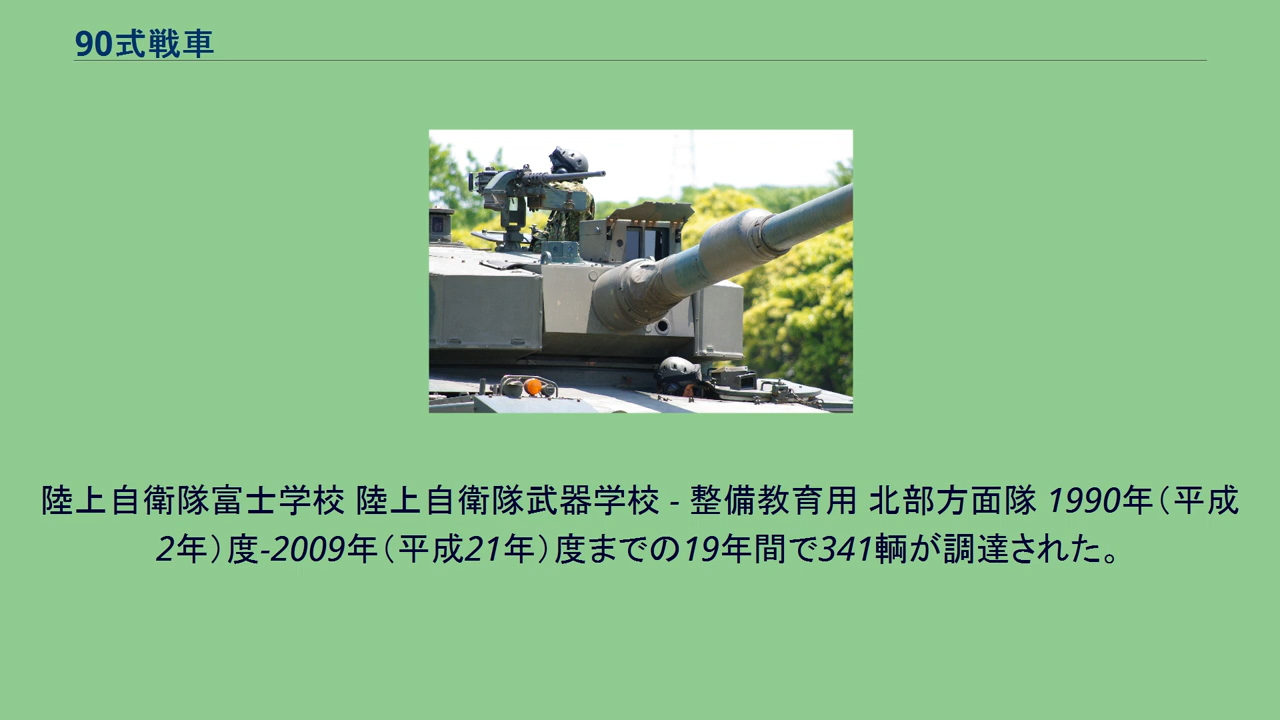 90式戦車
陸上自衛隊富士学校 陸上自衛隊武器学校 - 整備教育用 北部方面隊 1990年（平成
2年）度-2009年（平成21年）度までの19年間で341輌が調達された。